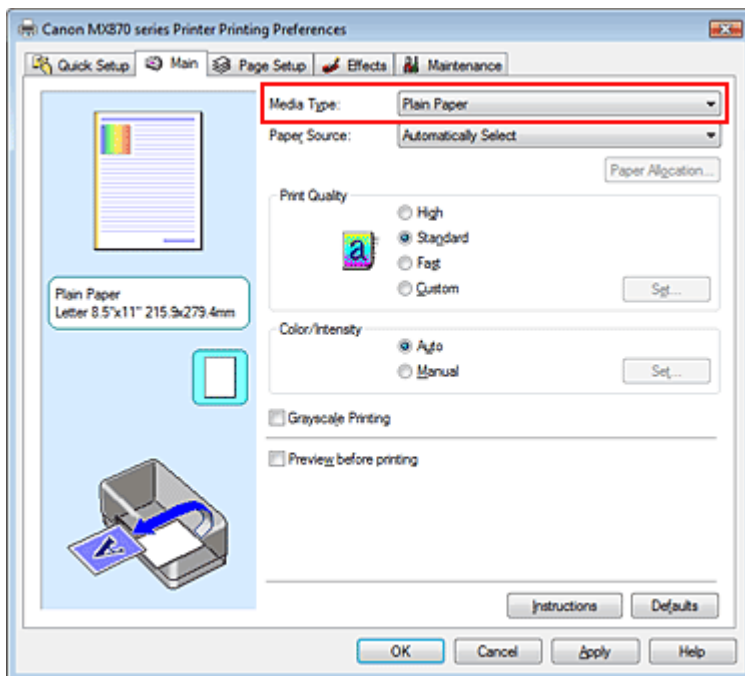 Canon MX870 series Printer Printing Preferences
Quick Setup Main Page Setup Effects Maintenance
Media Type: Plain Paper
Paper Source: Automatically Select
Paper Allocation...
Print Quality
High
a Standard
Fast
Custom Set...
Plain Paper
Letter 8.5"x11" 215.9x279.4mm
Color/Intensity
Auto
Manual Set...
Grayscale Printing
Preview before printing
A
Instructions Defaults
OK Cancel Apply Help